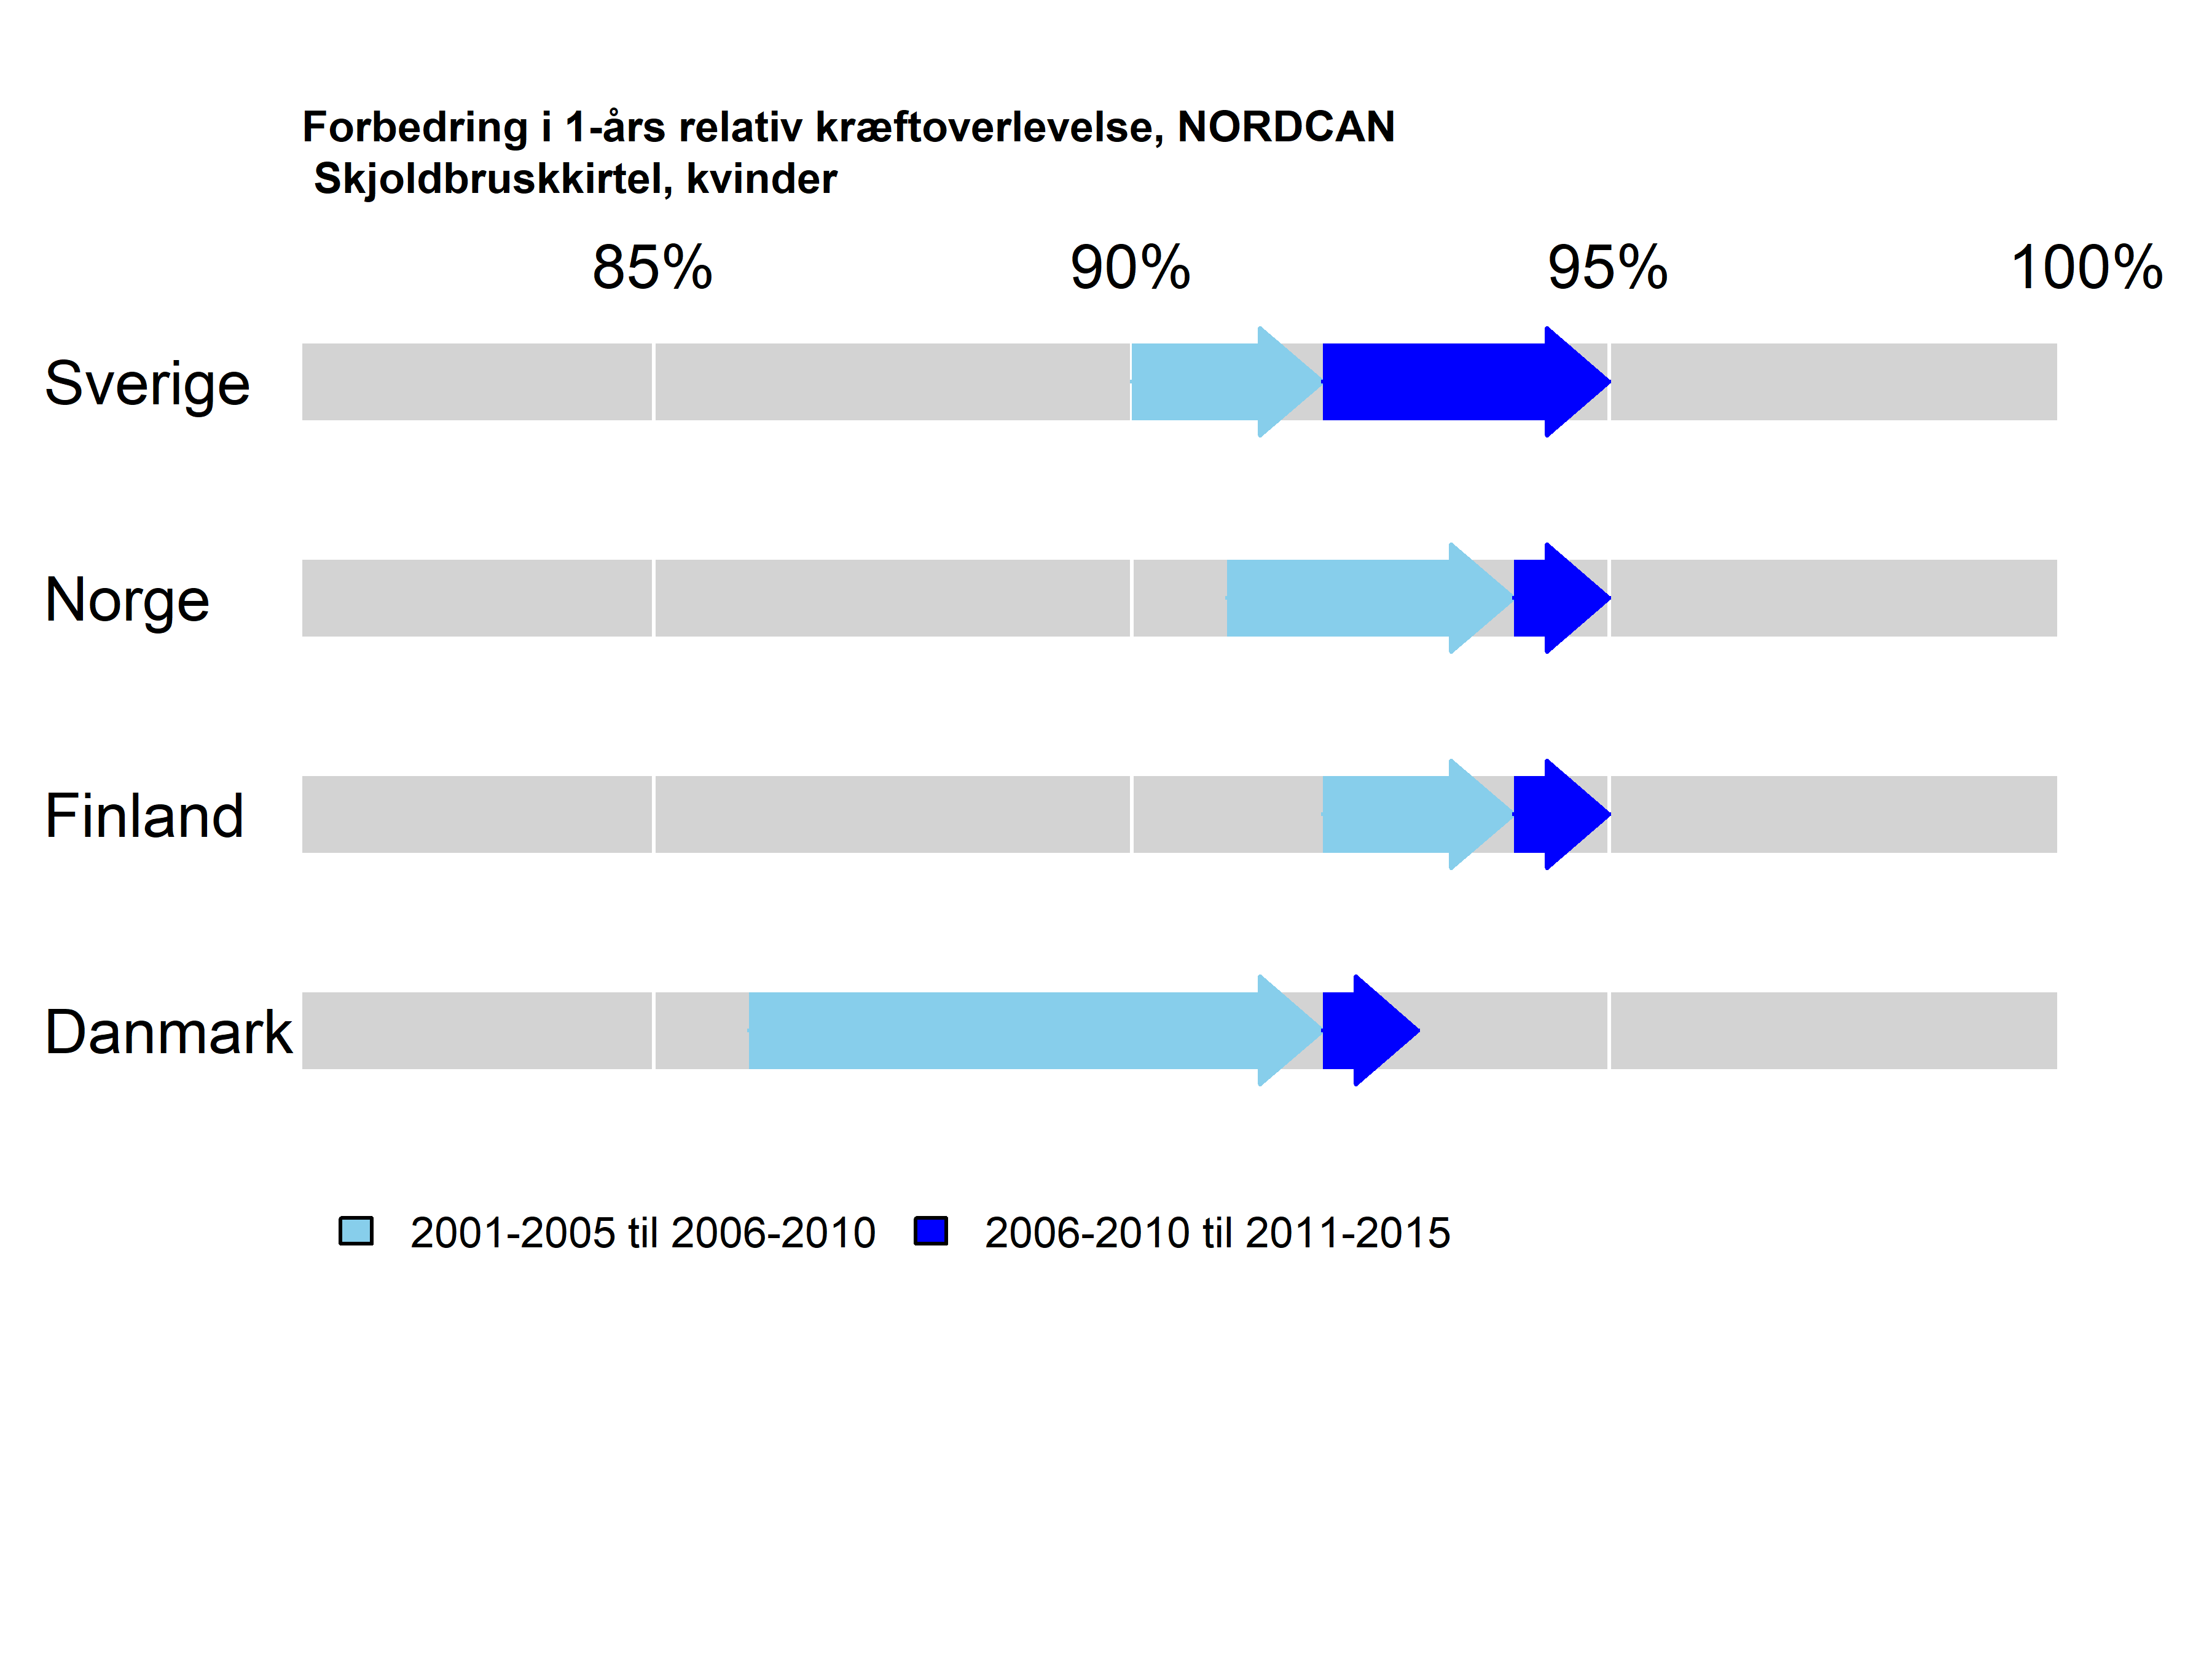 Forbedring i 1-års relativ kræftoverlevelse, NORDCAN
Skjoldbruskkirtel, kvinder
85% 90% 95% 100%
Sverige
Norge
Finland
Danmark
2001-2005 til 2006-2010 2006-2010 til 2011-2015